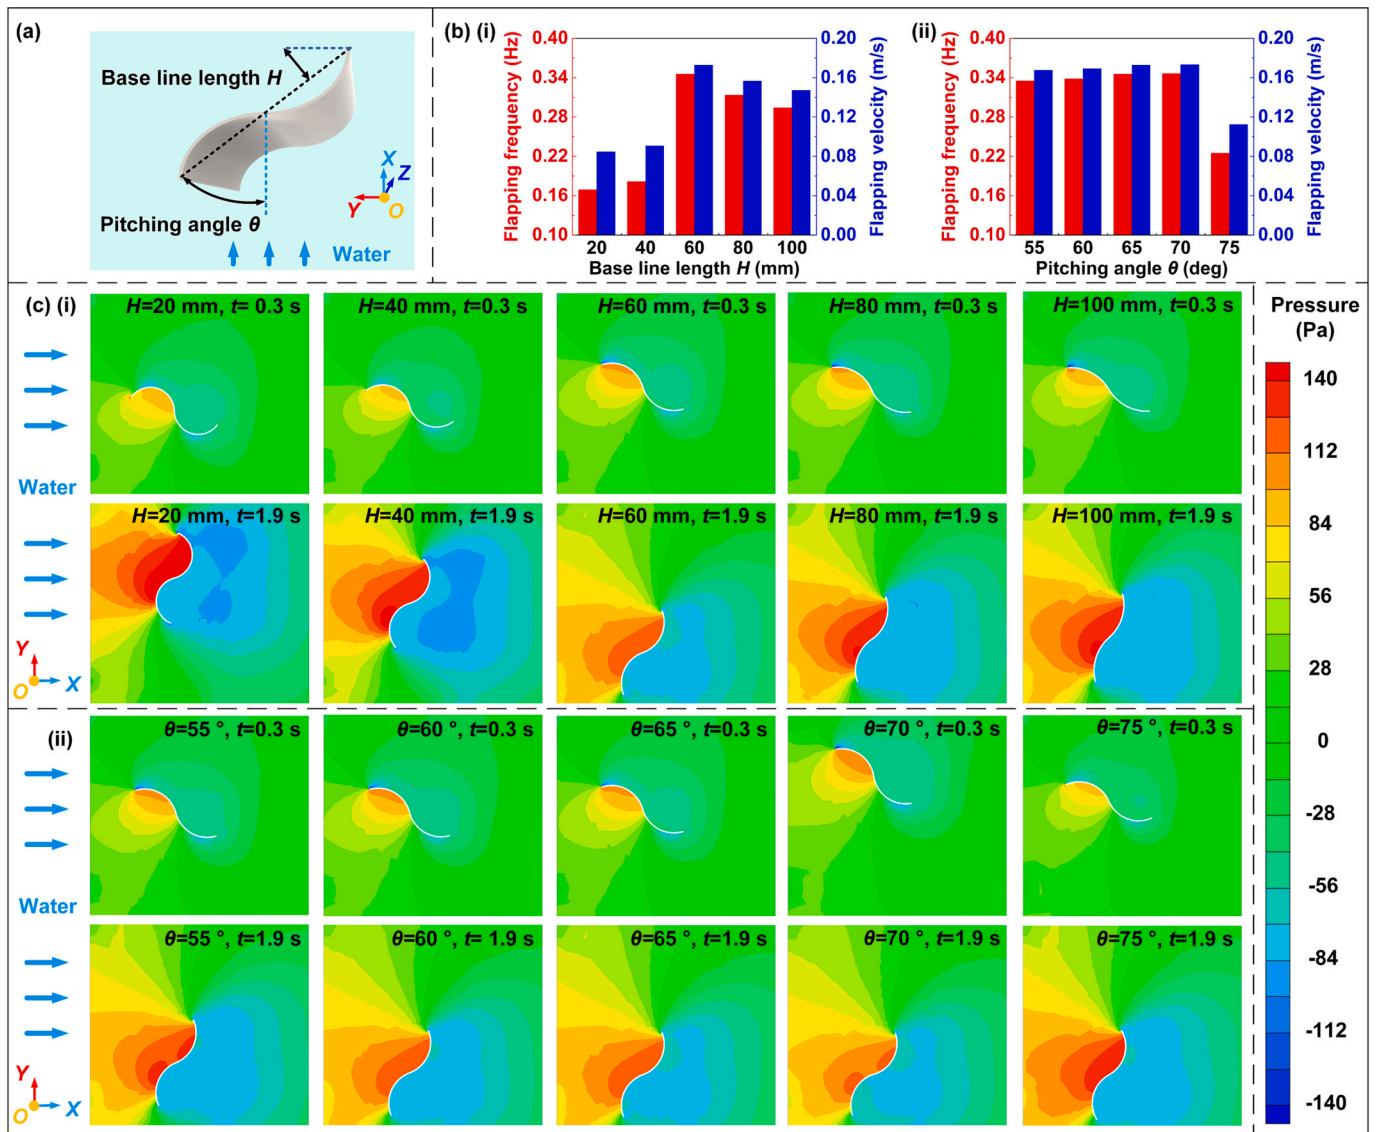 (a)
Base line length H
Pitching angle θ
X
Z
Y
O
Water
(b) (i)
Flapping frequency (Hz)
0.40
0.34
0.28
0.22
0.16
0.10
20 40 60 80 100
Base line length H (mm)
0.20
0.16
0.12
0.08
0.04
0.00
Flapping velocity (m/s)
(ii)
Flapping frequency (Hz)
0.40
0.34
0.28
0.22
0.16
0.10
55 60 65 70 75
Pitching angle θ (deg)
0.20
0.16
0.12
0.08
0.04
0.00
Flapping velocity (m/s)
(c) (i)
H=20 mm, t= 0.3 s
H=40 mm, t=0.3 s
H=60 mm, t=0.3 s
H=80 mm, t=0.3 s
H=100 mm, t=0.3 s
Water
H=20 mm, t=1.9 s
H=40 mm, t=1.9 s
H=60 mm, t=1.9 s
H=80 mm, t=1.9 s
H=100 mm, t=1.9 s
Y
O
X
(ii)
θ=55 °, t=0.3 s
θ=60 °, t=0.3 s
θ=65 °, t=0.3 s
θ=70 °, t=0.3 s
θ=75 °, t=0.3 s
Water
θ=55 °, t=1.9 s
θ=60 °, t= 1.9 s
θ=65 °, t=1.9 s
θ=70 °, t=1.9 s
θ=75 °, t=1.9 s
Y
O
X
Pressure
(Pa)
140
112
84
56
28
0
-28
-56
-84
-112
-140